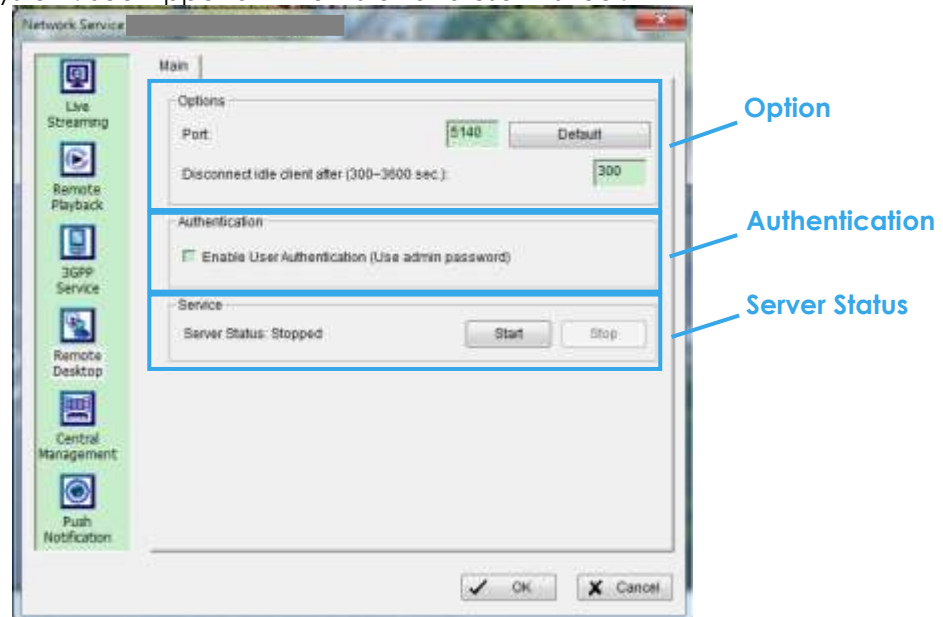 Network Service
Main
Live
Streaming
Remote
Playback
3GPP
Service
Remote
Desktop
Central
Management
Push
Notification
Options
Port:
5140
Default
Disconnect idle client after (300~3600 sec.):
300
Authentication
Enable User Authentication (Use admin password)
Service
Server Status: Stopped
Start
Stop
OK
Cancel
Option
Authentication
Server Status